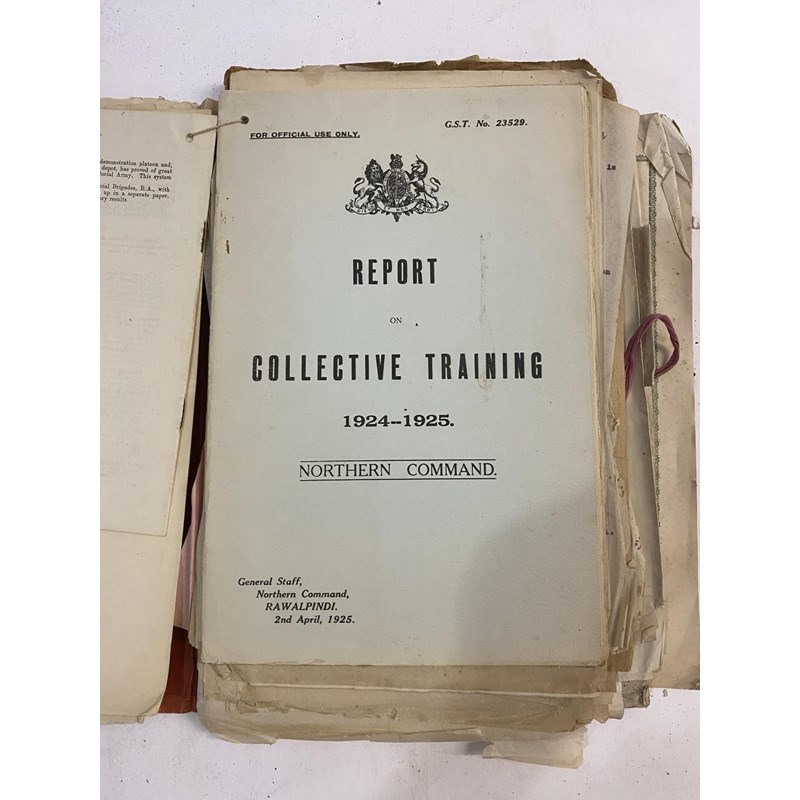 demonstration platoon and,
depot, has proved of great
torial Army. This system
rial Brigades, R.A., with
up in a separate paper.
ry results
FOR OFFICIAL USE ONLY.
G.S.T. No. 23529.
REPORT
ON
COLLECTIVE TRAINING
1924--1925.
NORTHERN COMMAND.
General Staff,
Northern Command,
RAWALPINDI.
2nd April, 1925.
is